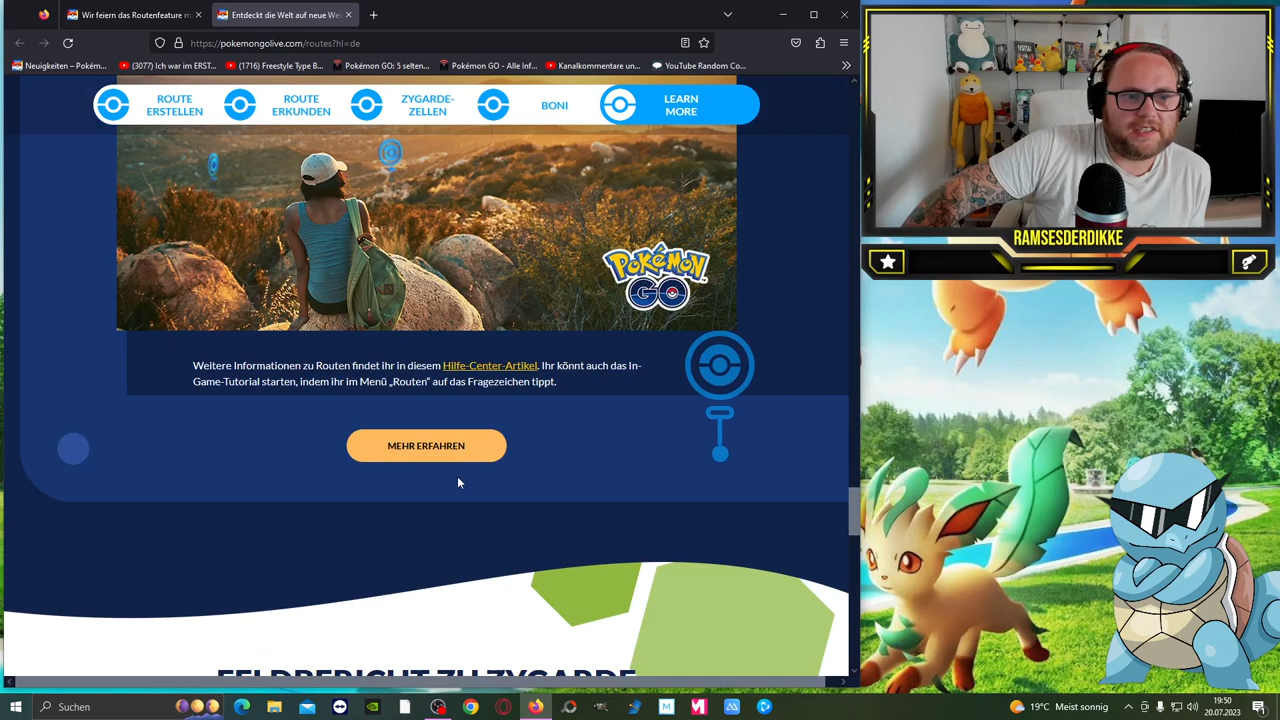 Wir feiern das Routenfeature m
Entdeckt die Welt auf neue Wei
https://pokemongolive.com/routes?hl=de
Neuigkeiten – Pokém...
(3077) Ich war im ERST...
(1716) Freestyle Type B...
Pokémon GO: 5 selten...
Pokémon GO - Alle Inf...
Kanalkommentare un...
YouTube Random Co...
ROUTE
ERSTELLEN
ROUTE
ERKUNDEN
ZYGARDE-
ZELLEN
BONI
LEARN
MORE
POKÉMON
GO
Weitere Informationen zu Routen findet ihr in diesem Hilfe-Center-Artikel. Ihr könnt auch das In-
Game-Tutorial starten, indem ihr im Menü „Routen“ auf das Fragezeichen tippt.
MEHR ERFAHREN
FELDBERICHT ZU ZYGARDE
RAMSESDERDIKKE
Suchen
19°C Meist sonnig
19:50
20.07.2023